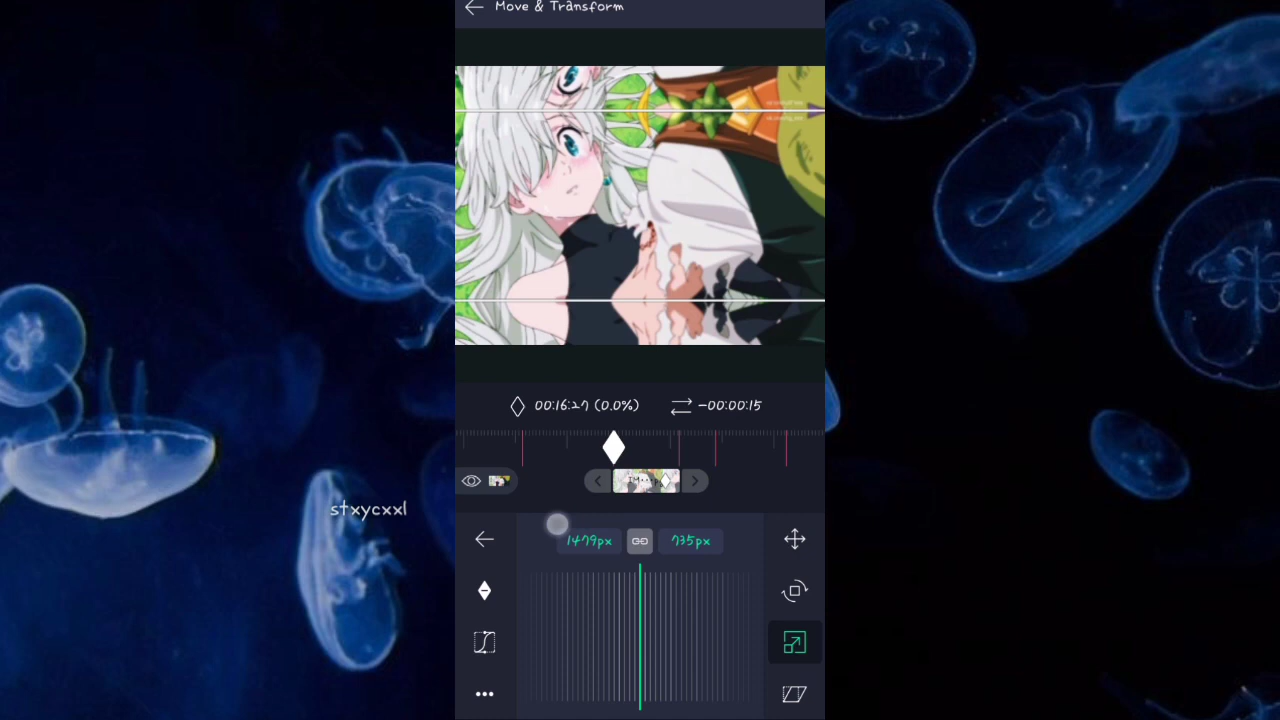 Move & Transform
00:16:27 (0.0%)
-00:00:15
1479px
735px
stxycxxl